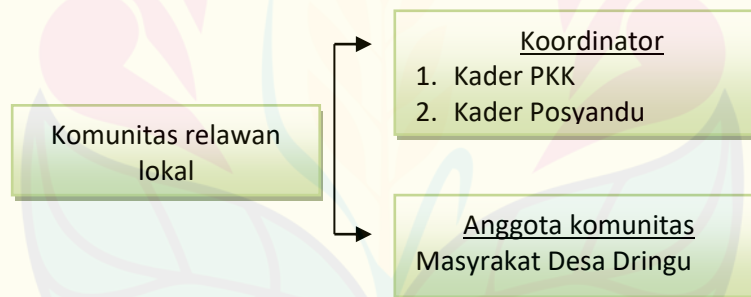 Komunitas relawan
lokal
Koordinator
1. Kader PKK
2. Kader Posyandu
Anggota komunitas
Masyrakat Desa Dringu